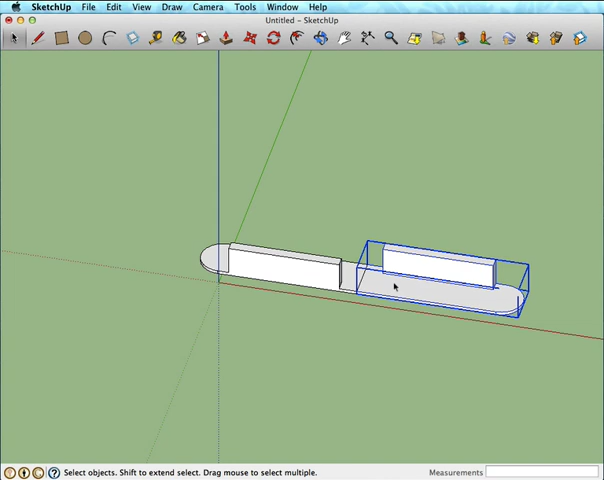 SketchUp File Edit View Draw Camera Tools Window Help
Untitled - SketchUp
Select objects. Shift to extend select. Drag mouse to select multiple. Measurements